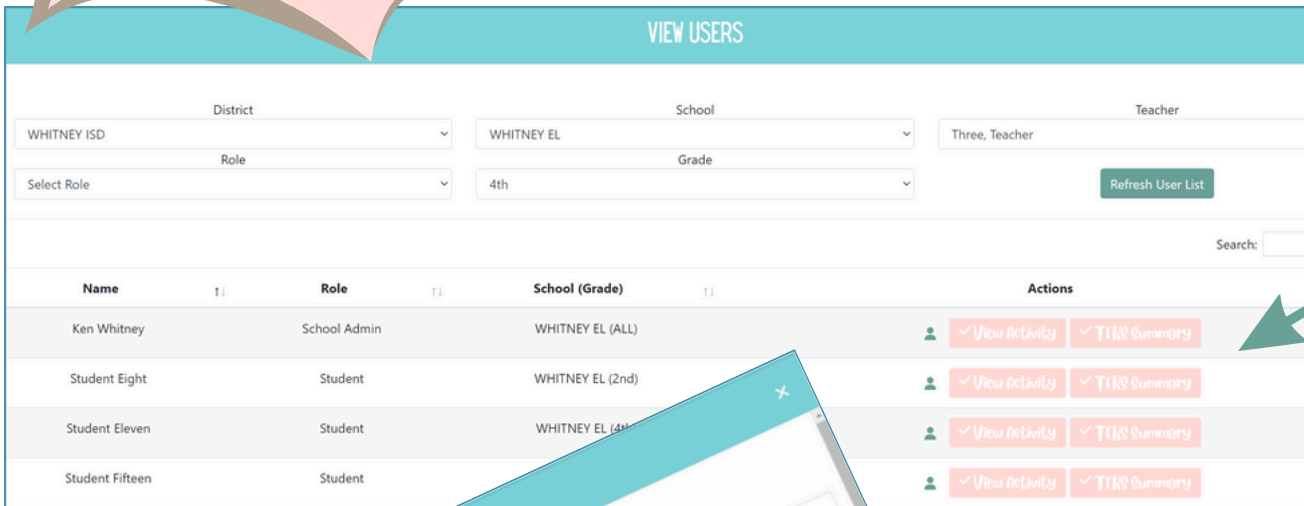 VIEW USERS
District School Teacher
WHITNEY ISD WHITNEY EL Three, Teacher
Role Grade
Select Role 4th Refresh User List
Search:
Name Role School (Grade) Actions
Ken Whitney School Admin WHITNEY EL (ALL) View Activity TEKS Summary
Student Eight Student WHITNEY EL (2nd) View Activity TEKS Summary
Student Eleven Student WHITNEY EL (4th View Activity TEKS Summary
Student Fifteen Student View Activity TEKS Summary